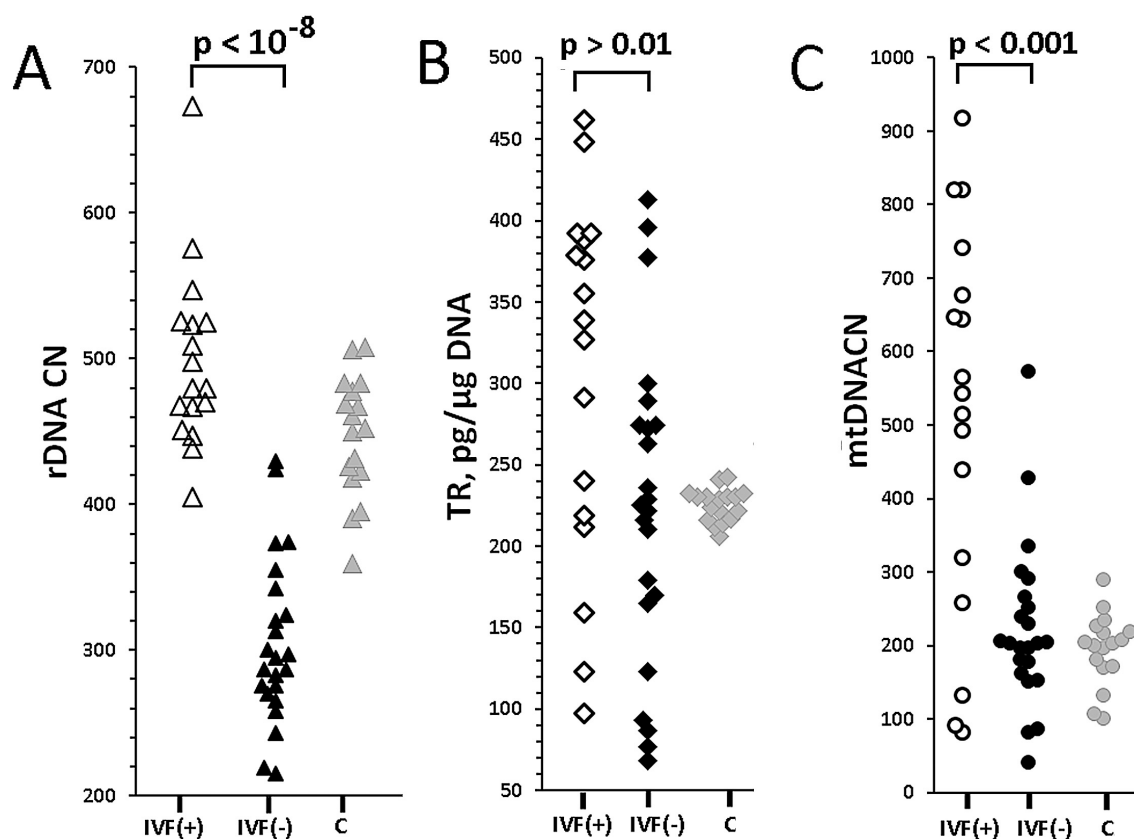 A
p < 10-8
rDNA CN
700
600
500
400
300
200
IVF(+) IVF(-) C
B
p > 0.01
TR, pg/µg DNA
500
450
400
350
300
250
200
150
100
50
IVF(+) IVF(-) C
C
p < 0.001
mtDNACN
1000
900
800
700
600
500
400
300
200
100
0
IVF(+) IVF(-) C